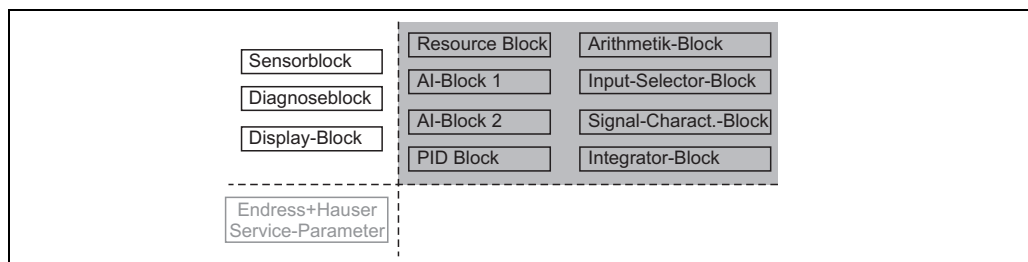 Sensorblock
Diagnoseblock
Display-Block
Resource Block
AI-Block 1
AI-Block 2
PID Block
Arithmetik-Block
Input-Selector-Block
Signal-Charact.-Block
Integrator-Block
Endress+Hauser
Service-Parameter